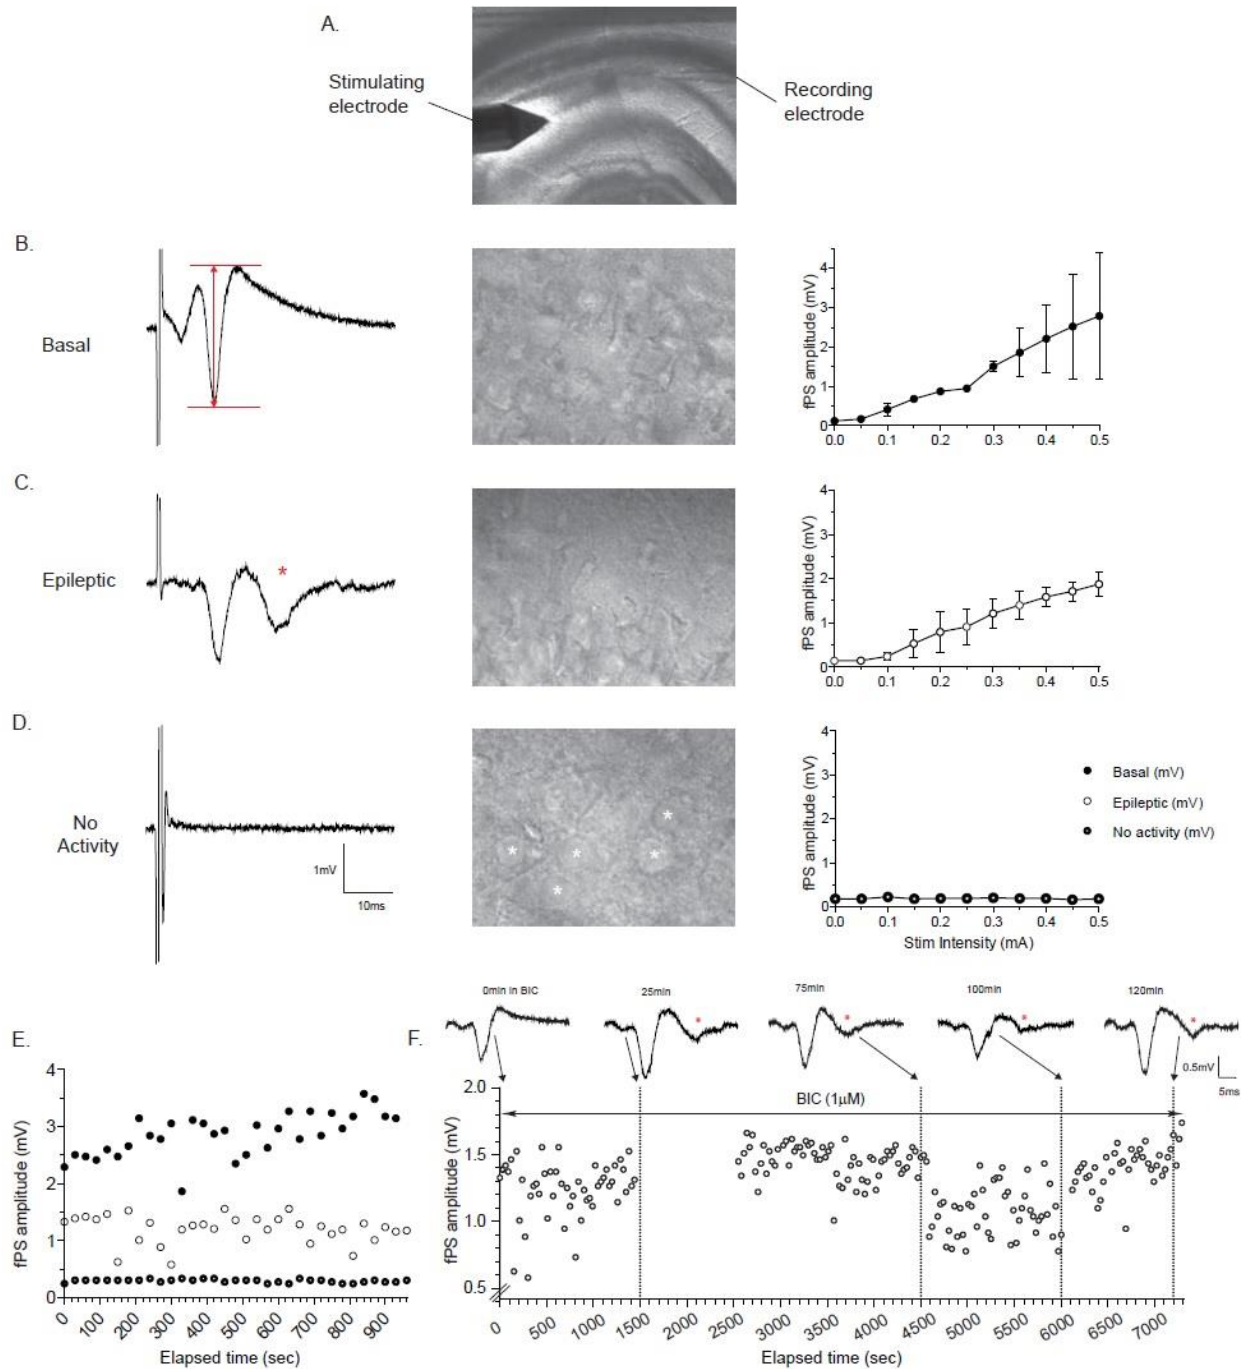 A.
Stimulating
electrode
Recording
electrode
B.
Basal
fPS amplitude (mV)
4
3
2
1
0
0.0 0.1 0.2 0.3 0.4 0.5
C.
*
Epileptic
fPS amplitude (mV)
4
3
2
1
0
0.0 0.1 0.2 0.3 0.4 0.5
D.
No
Activity
1mV
10ms
* * * * *
fPS amplitude (mV)
4
3
2
1
0
0.0 0.1 0.2 0.3 0.4 0.5
Stim Intensity (mA)
Basal (mV)
Epileptic (mV)
No activity (mV)
E.
fPS amplitude (mV)
4
3
2
1
0
0 100 200 300 400 500 600 700 800 900
Elapsed time (sec)
F.
0min in BIC 25min 75min 100min 120min
* * * *
0.5mV
5ms
BIC (1µM)
fPS amplitude (mV)
2.0
1.5
1.0
0.5
0 500 1000 1500 2000 2500 3000 3500 4000 4500 5000 5500 6000 6500 7000
Elapsed time (sec)